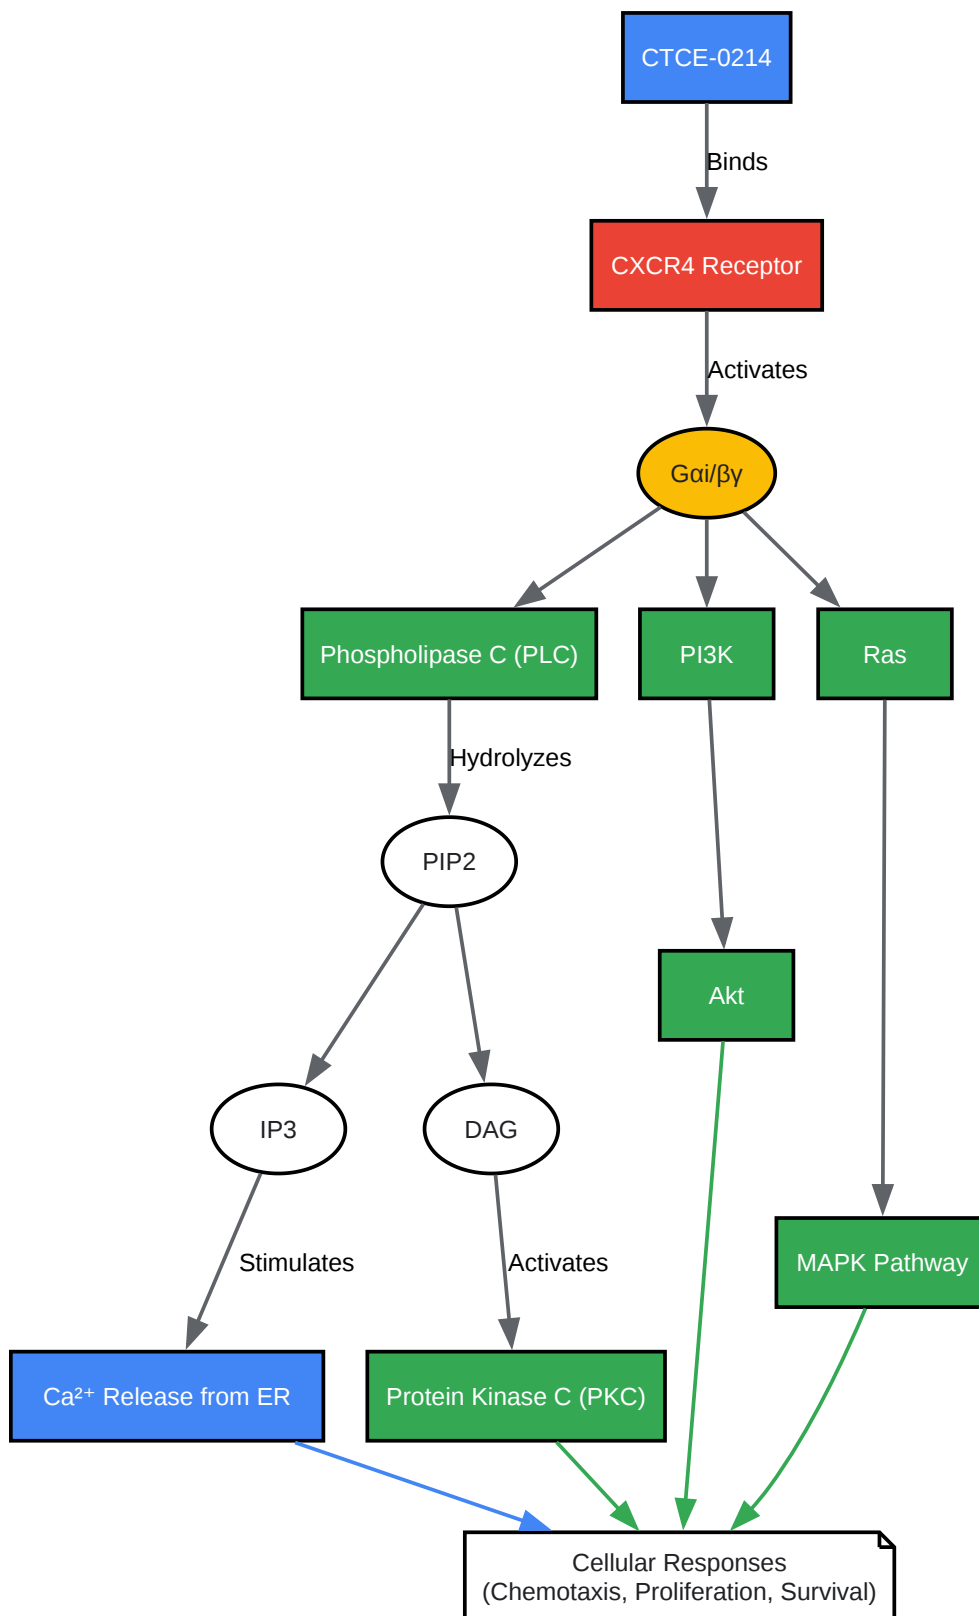 CTCE-0214
Binds
CXCR4 Receptor
Activates
Gαi/βγ
Phospholipase C (PLC)
PI3K
Ras
Hydrolyzes
PIP2
Akt
IP3
DAG
Stimulates
Activates
MAPK Pathway
Ca²⁺ Release from ER
Protein Kinase C (PKC)
Cellular Responses
(Chemotaxis, Proliferation, Survival)